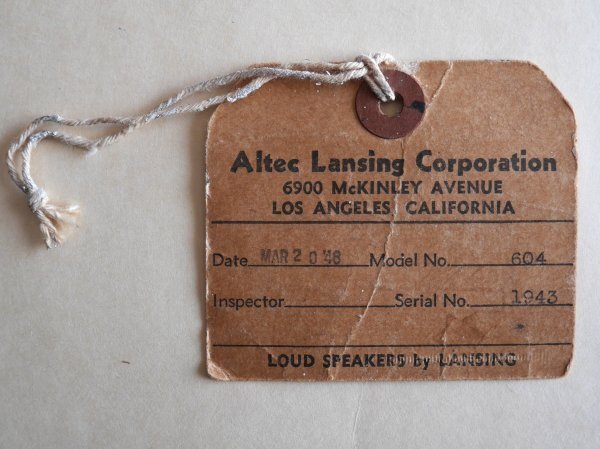 Altec Lansing Corporation
6900 McKINLEY AVENUE
LOS ANGELES, CALIFORNIA
Date MAR 20 '48 Model No. 604
Inspector Serial No. 1943
LOUD SPEAKERS by LANSING